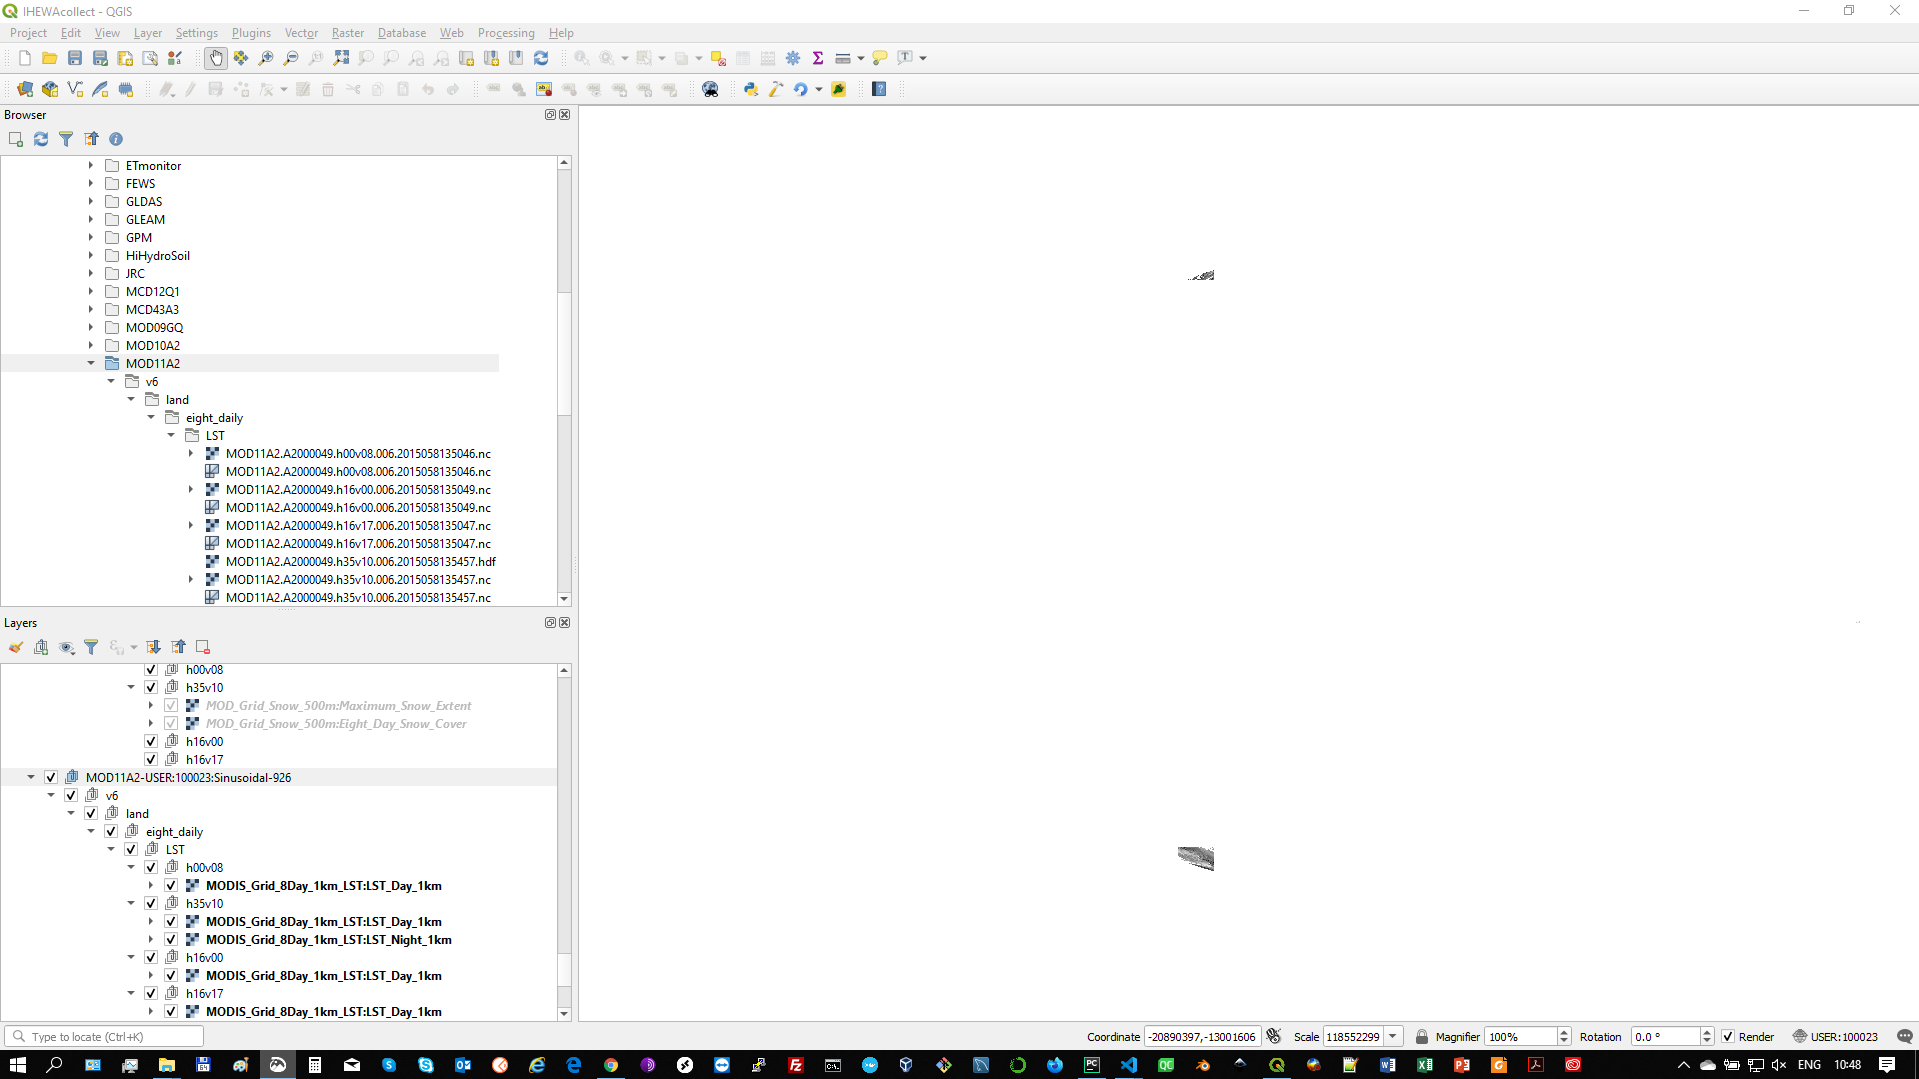 IHEWAcollect - QGIS
Project Edit View Layer Settings Plugins Vector Raster Database Web Processing Help
Browser
ETmonitor
FEWS
GLDAS
GLEAM
GPM
HiHydroSoil
JRC
MCD12Q1
MCD43A3
MOD09GQ
MOD10A2
MOD11A2
v6
land
eight_daily
LST
MOD11A2.A2000049.h00v08.006.2015058135046.nc
MOD11A2.A2000049.h00v08.006.2015058135046.nc
MOD11A2.A2000049.h16v00.006.2015058135049.nc
MOD11A2.A2000049.h16v00.006.2015058135049.nc
MOD11A2.A2000049.h16v17.006.2015058135047.nc
MOD11A2.A2000049.h16v17.006.2015058135047.nc
MOD11A2.A2000049.h35v10.006.2015058135457.hdf
MOD11A2.A2000049.h35v10.006.2015058135457.nc
MOD11A2.A2000049.h35v10.006.2015058135457.nc
Layers
h00v08
h35v10
MOD_Grid_Snow_500m:Maximum_Snow_Extent
MOD_Grid_Snow_500m:Eight_Day_Snow_Cover
h16v00
h16v17
MOD11A2-USER:100023:Sinusoidal-926
v6
land
eight_daily
LST
h00v08
MODIS_Grid_8Day_1km_LST:LST_Day_1km
h35v10
MODIS_Grid_8Day_1km_LST:LST_Day_1km
MODIS_Grid_8Day_1km_LST:LST_Night_1km
h16v00
MODIS_Grid_8Day_1km_LST:LST_Day_1km
h16v17
MODIS_Grid_8Day_1km_LST:LST_Day_1km
Type to locate (Ctrl+K) Coordinate -20890397,-13001606 Scale 118552299 Magnifier 100% Rotation 0.0 ° Render USER:100023
ENG 10:48